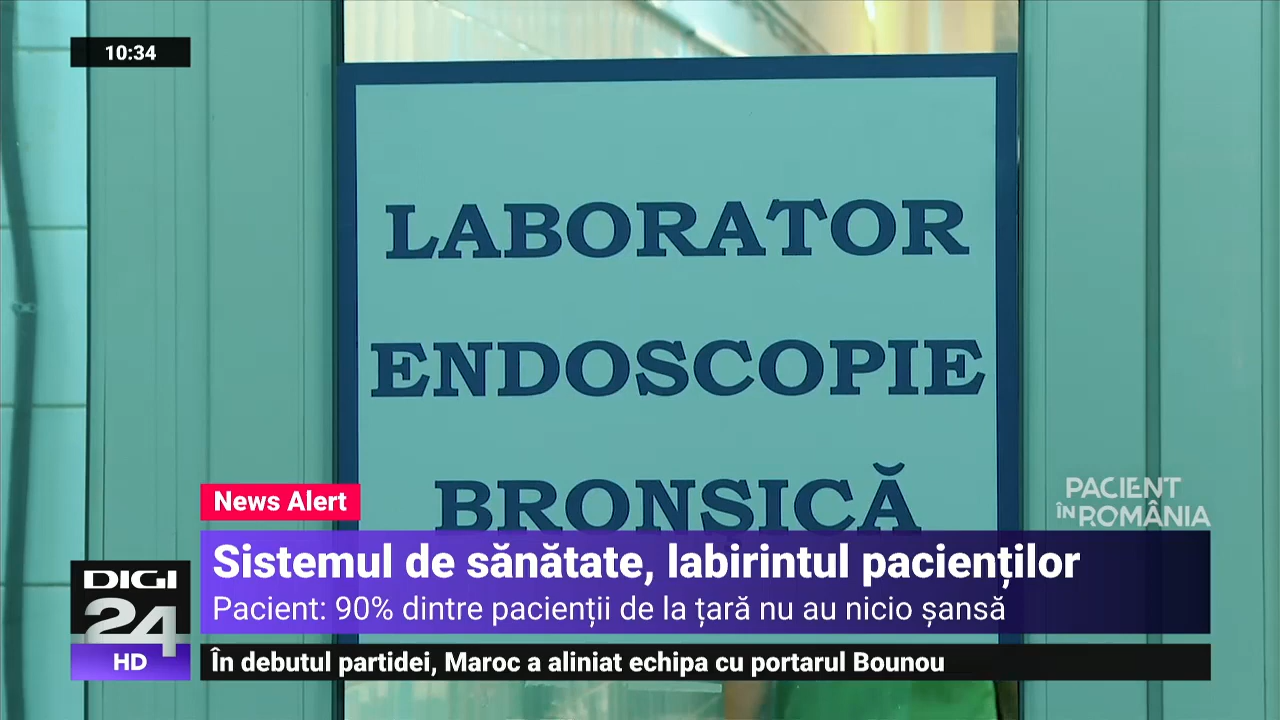 10:34
LABORATOR
ENDOSCOPIE
BRONSICĂ
News Alert
PACIENT
ÎN ROMÂNIA
Sistemul de sănătate, labirintul pacienților
Pacient: 90% dintre pacienții de la țară nu au nicio șansă
DIGI
24
HD
În debutul partidei, Maroc a aliniat echipa cu portarul Bounou